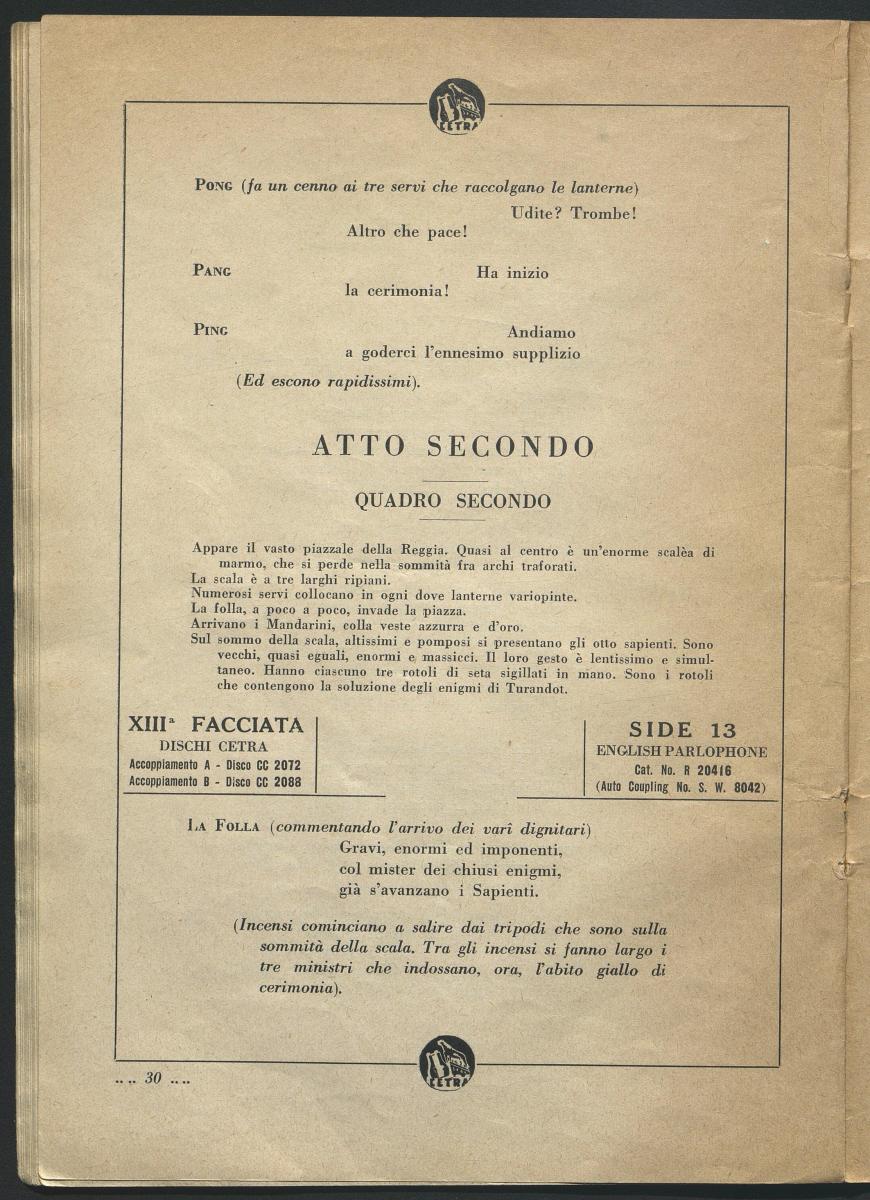 CETRA
PONG (fa un cenno ai tre servi che raccolgano le lanterne)
Udite? Trombe!
Altro che pace!
PANG Ha inizio
la cerimonia!
PING Andiamo
a goderci l'ennesimo supplizio
(Ed escono rapidissimi).
ATTO SECONDO
QUADRO SECONDO
Appare il vasto piazzale della Reggia. Quasi al centro è un'enorme scalèa di
marmo, che si perde nella sommità fra archi traforati.
La scala è a tre larghi ripiani.
Numerosi servi collocano in ogni dove lanterne variopinte.
La folla, a poco a poco, invade la piazza.
Arrivano i Mandarini, colla veste azzurra e d'oro.
Sul sommo della scala, altissimi e pomposi si presentano gli otto sapienti. Sono
vecchi, quasi eguali, enormi e massicci. Il loro gesto è lentissimo e simul-
taneo. Hanno ciascuno tre rotoli di seta sigillati in mano. Sono i rotoli
che contengono la soluzione degli enigmi di Turandot.
XIIIª FACCIATA
DISCHI CETRA
Accoppiamento A - Disco CC 2072
Accoppiamento B - Disco CC 2088
SIDE 13
ENGLISH PARLOPHONE
Cat. No. R 20416
(Auto Coupling No. S. W. 8042)
LA FOLLA (commentando l'arrivo dei varî dignitari)
Gravi, enormi ed imponenti,
col mister dei chiusi enigmi,
già s'avanzano i Sapienti.
(Incensi cominciano a salire dai tripodi che sono sulla
sommità della scala. Tra gli incensi si fanno largo i
tre ministri che indossano, ora, l'abito giallo di
cerimonia).
CETRA
.. .. 30 .. ..